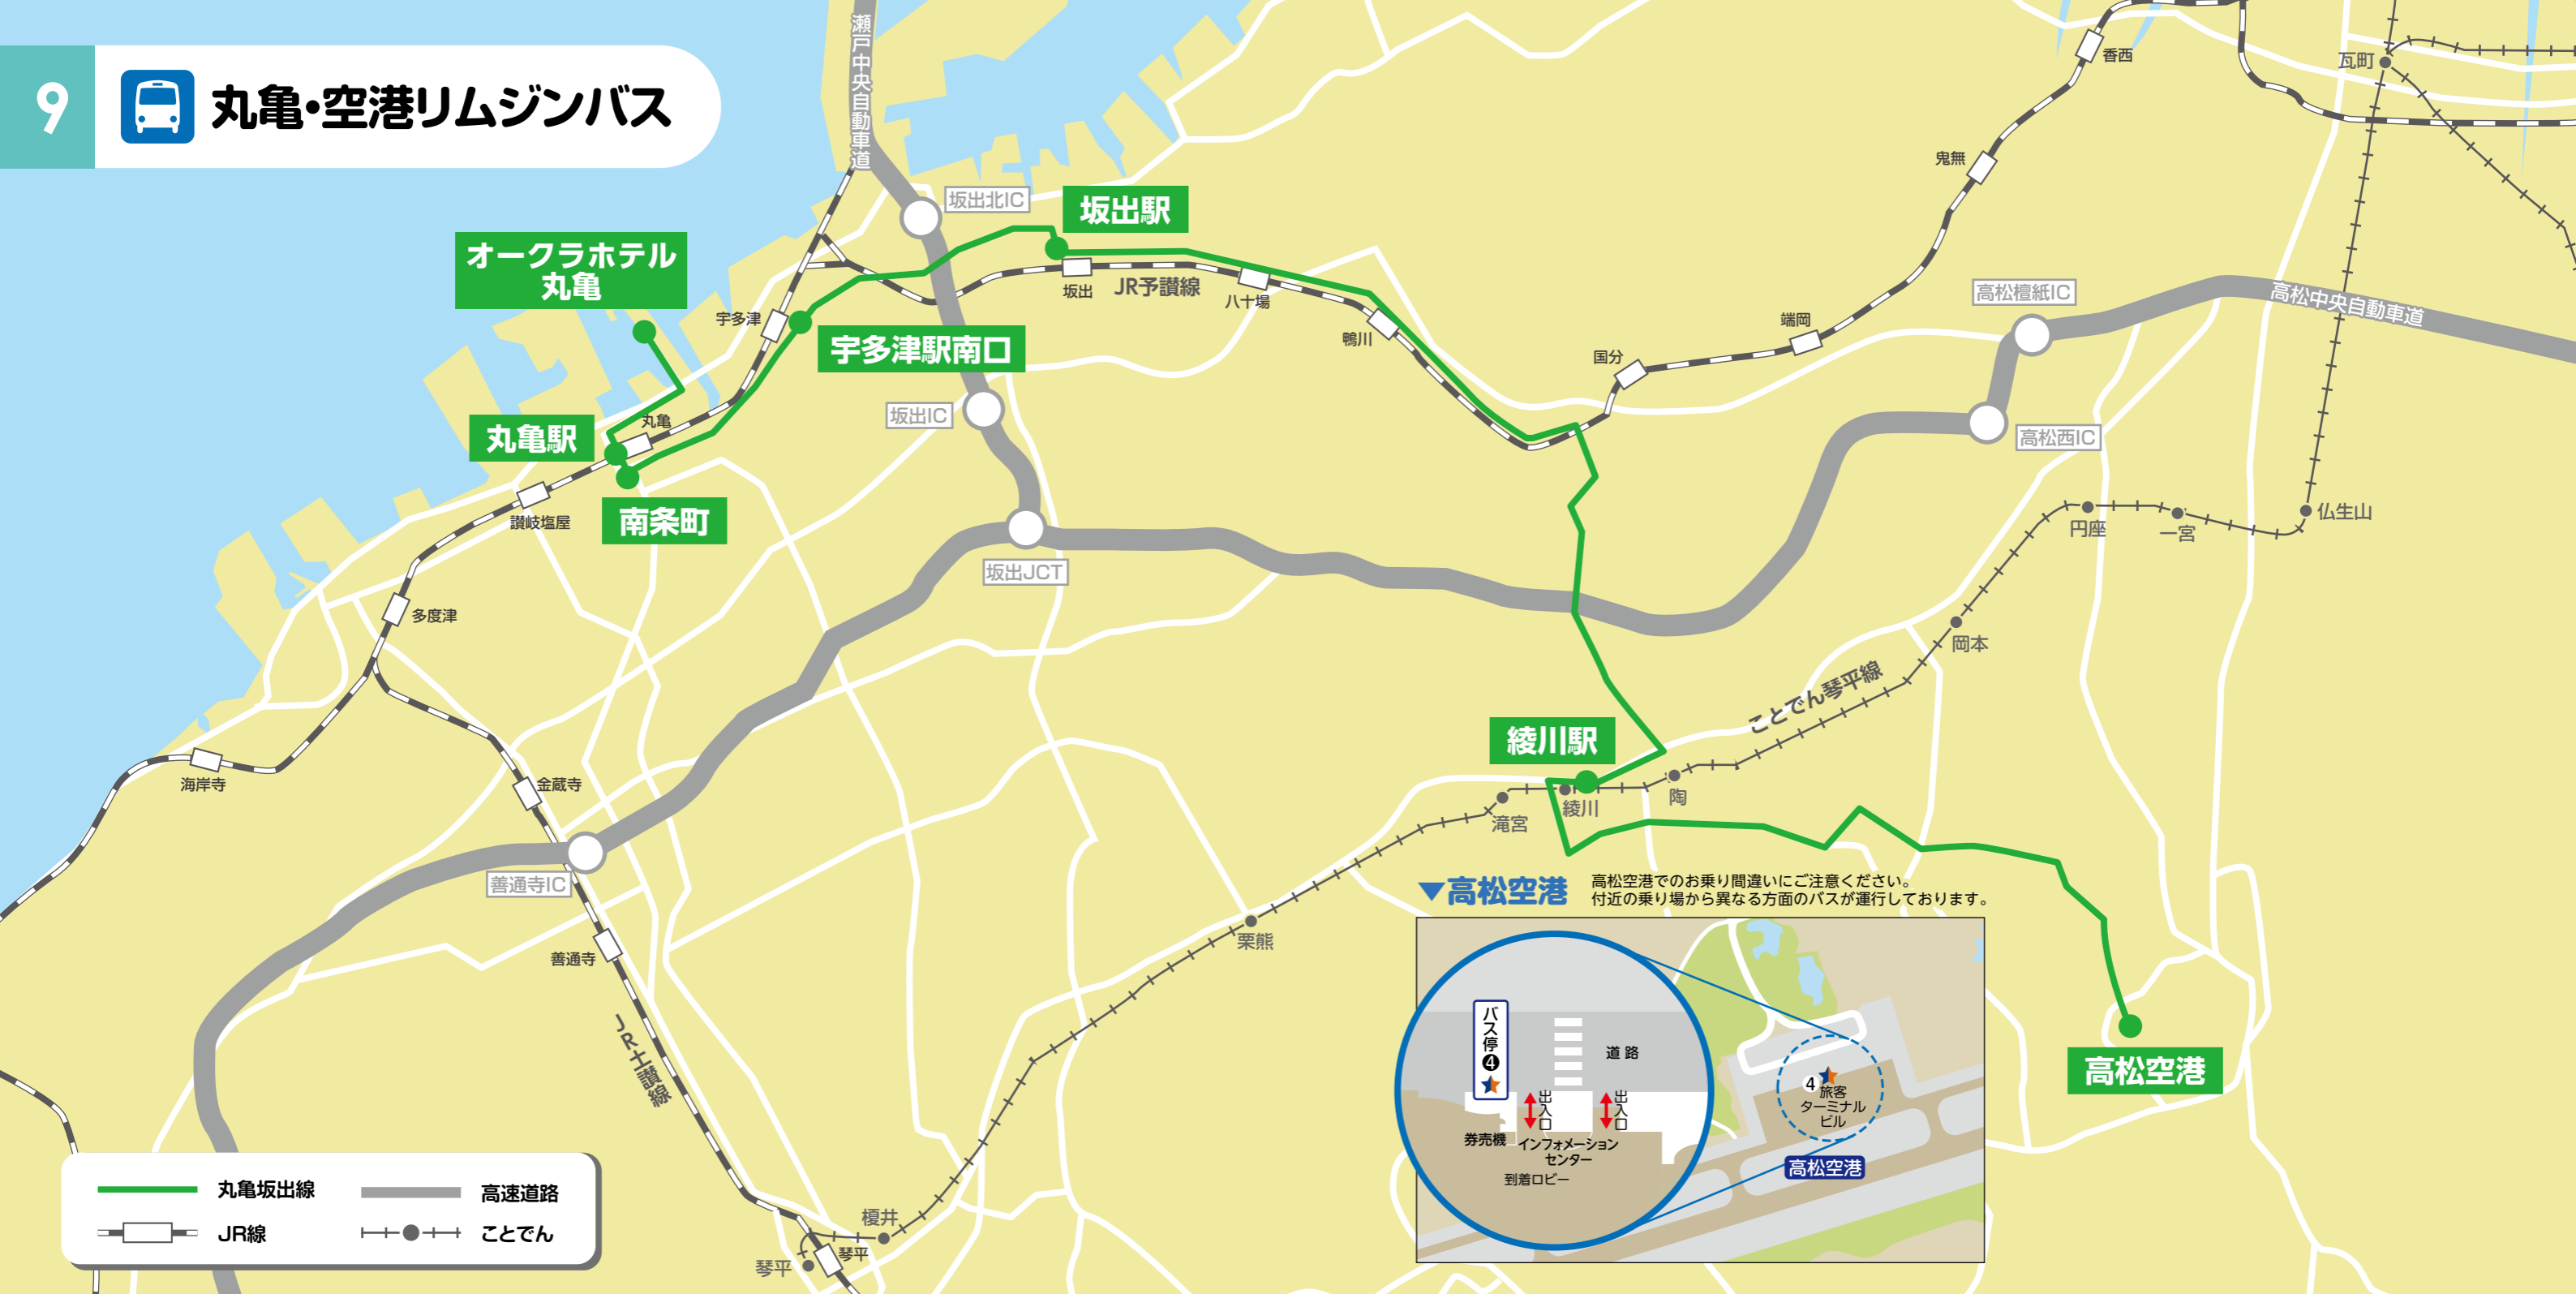 9
丸亀・空港リムジンバス
瀬戸中央自動車道
香西
瓦町
鬼無
坂出北IC
坂出駅
オークラホテル
丸亀
坂出
JR予讃線
八十場
高松檀紙IC
高松中央自動車道
宇多津
宇多津駅南口
鴨川
端岡
国分
坂出IC
丸亀
丸亀駅
高松西IC
讃岐塩屋
南条町
円座
一宮
仏生山
坂出JCT
多度津
岡本
ことでん琴平線
綾川駅
海岸寺
金蔵寺
滝宮
綾川
陶
善通寺IC
▼高松空港
高松空港でのお乗り間違いにご注意ください。
付近の乗り場から異なる方面のバスが運行しております。
栗熊
善通寺
JR土讃線
バス停❹
道路
出入口
出入口
券売機
インフォメーション
センター
到着ロビー
4
旅客
ターミナル
ビル
高松空港
高松空港
丸亀坂出線
高速道路
JR線
ことでん
榎井
琴平
琴平